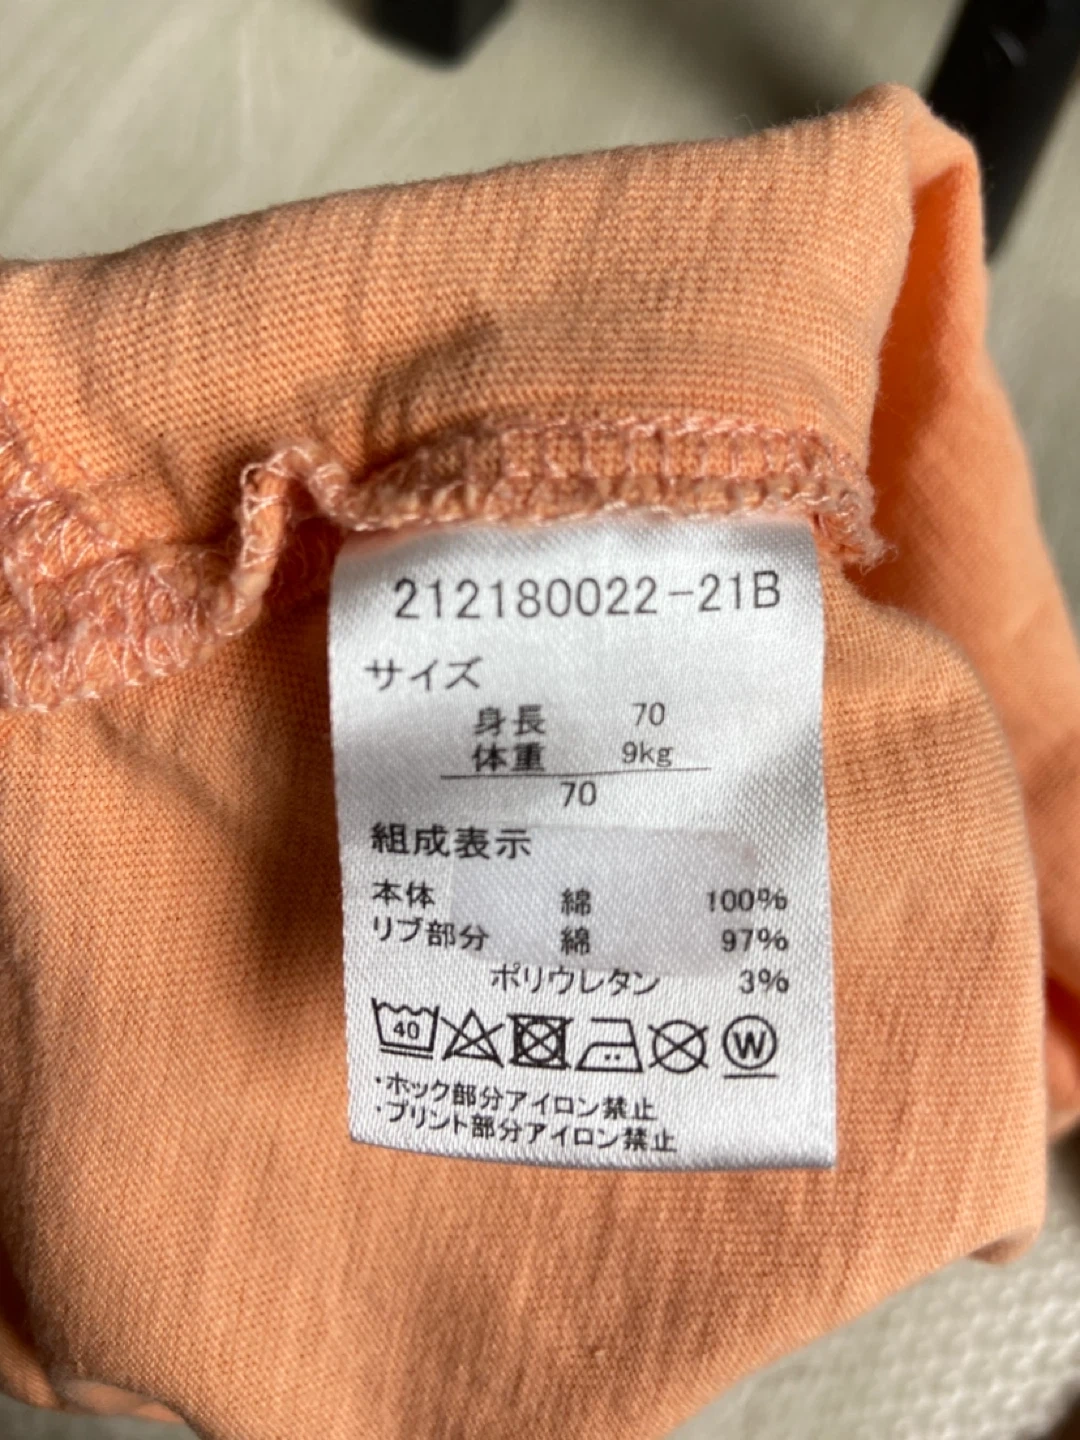 212180022-21B
サイズ
身長 70
体重 9kg
70
組成表示
本体 綿 100%
リブ部分 綿 97%
ポリウレタン 3%
40 W
・ホック部分アイロン禁止
・プリント部分アイロン禁止